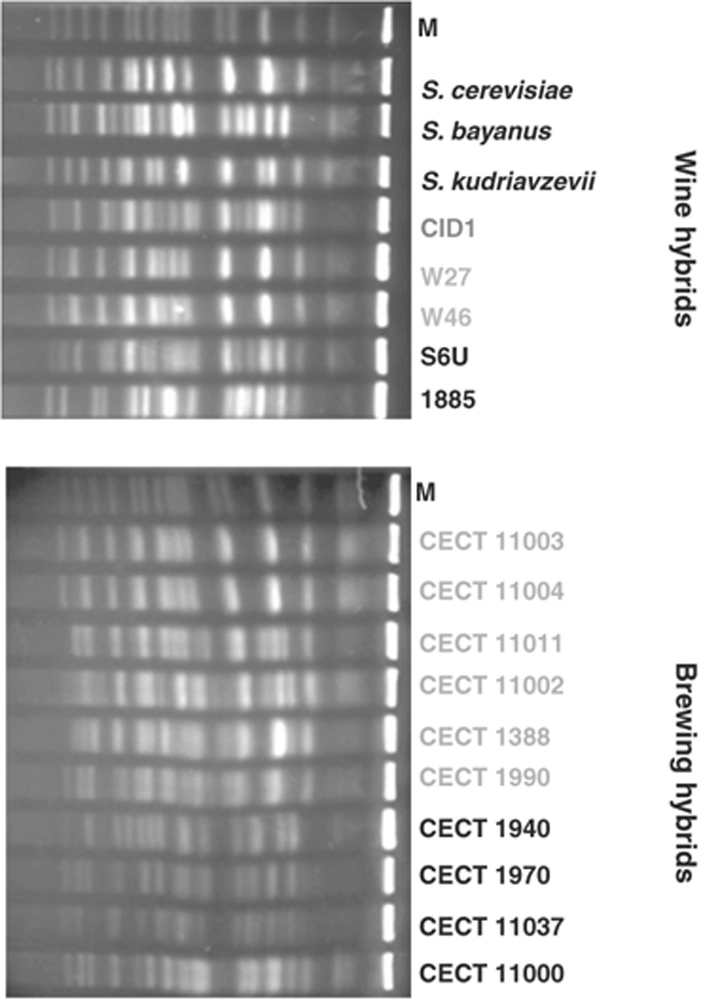 M
S. cerevisiae
S. bayanus
S. kudriavzevii
CID1
W27
W46
S6U
1885
Wine hybrids
M
CECT 11003
CECT 11004
CECT 11011
CECT 11002
CECT 1388
CECT 1990
CECT 1940
CECT 1970
CECT 11037
CECT 11000
Brewing hybrids